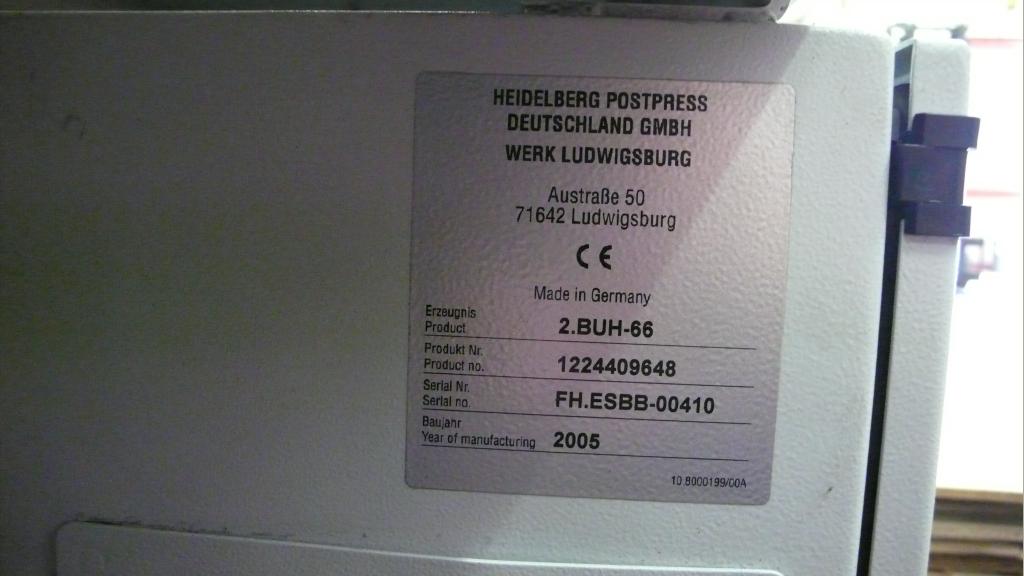 HEIDELBERG POSTPRESS
DEUTSCHLAND GMBH
WERK LUDWIGSBURG
Austraße 50
71642 Ludwigsburg
CE
Made in Germany
Erzeugnis
Product 2.BUH-66
Produkt Nr.
Product no. 1224409648
Serial Nr.
Serial no. FH.ESBB-00410
Baujahr
Year of manufacturing 2005
10.8000199/00A